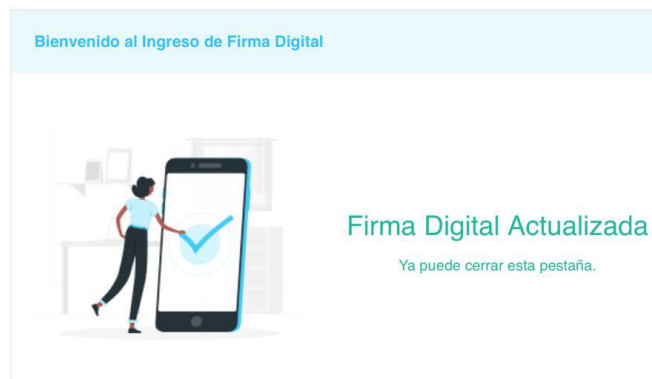 Bienvenido al Ingreso de Firma Digital
Firma Digital Actualizada
Ya puede cerrar esta pestaña.